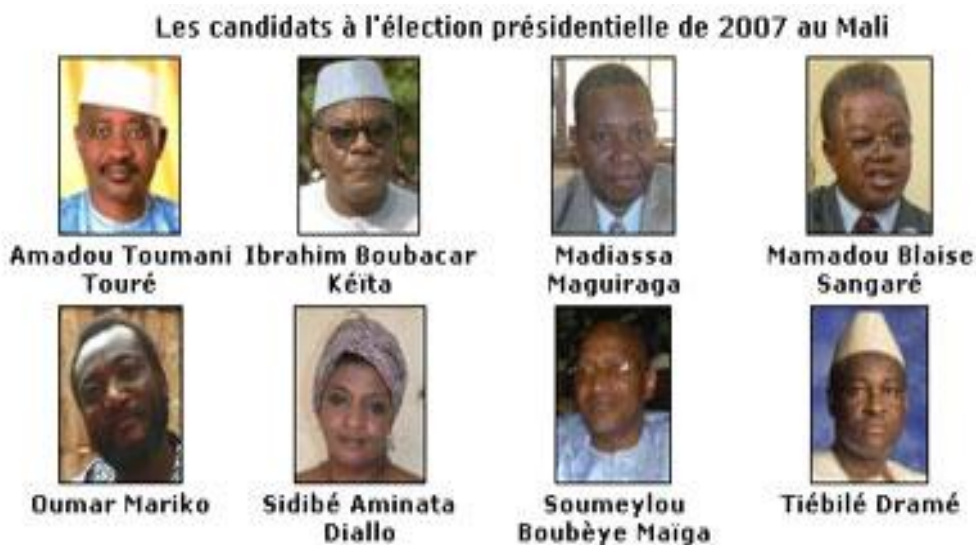 Les candidats à l'élection présidentielle de 2007 au Mali
Amadou Toumani
Touré
Ibrahim Boubacar
Kéïta
Madiassa
Maguiraga
Mamadou Blaise
Sangaré
Oumar Mariko
Sidibé Aminata
Diallo
Soumeylou
Boubèye Maïga
Tiébilé Dramé